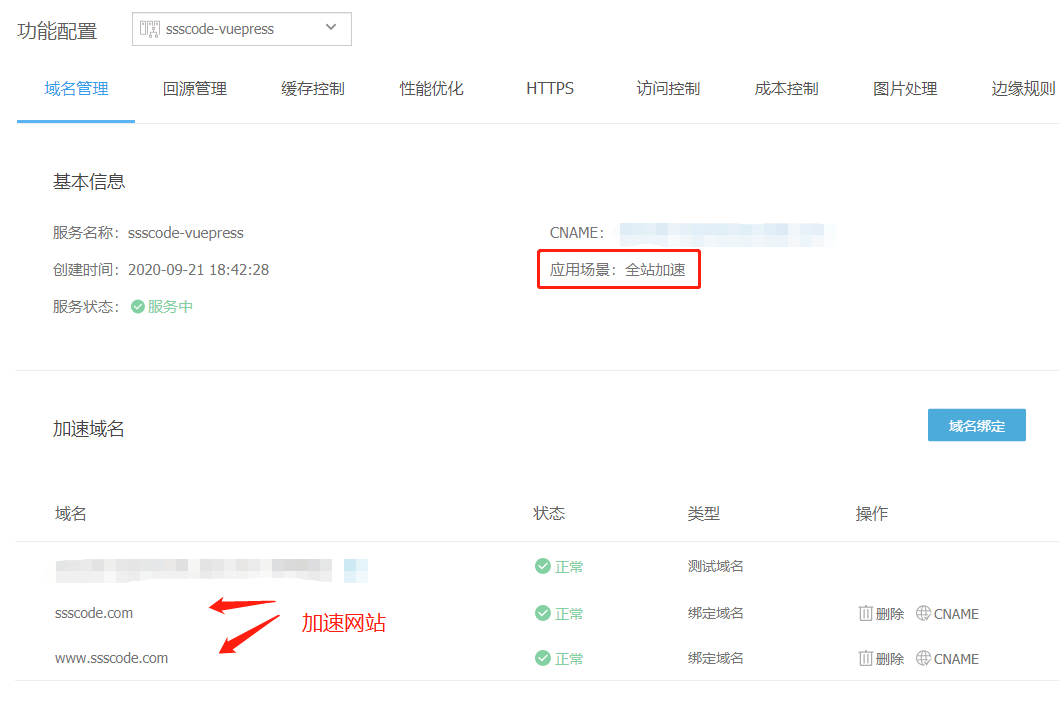 功能配置 ssscode-vuepress
域名管理 回源管理 缓存控制 性能优化 HTTPS 访问控制 成本控制 图片处理 边缘规则
基本信息
服务名称：ssscode-vuepress CNAME：
创建时间：2020-09-21 18:42:28 应用场景：全站加速
服务状态：服务中
加速域名 域名绑定
域名 状态 类型 操作
正常 测试域名
ssscode.com 正常 绑定域名 删除 CNAME
加速网站
www.ssscode.com 正常 绑定域名 删除 CNAME